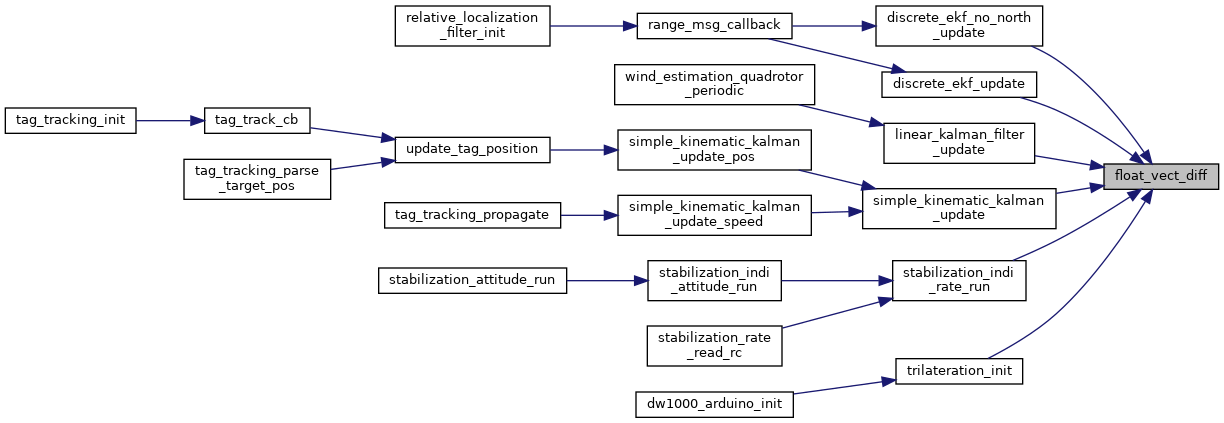 relative_localization
_filter_init
range_msg_callback
discrete_ekf_no_north
_update
wind_estimation_quadrotor
_periodic
discrete_ekf_update
tag_tracking_init
tag_track_cb
update_tag_position
simple_kinematic_kalman
_update_pos
linear_kalman_filter
_update
float_vect_diff
tag_tracking_parse
_target_pos
tag_tracking_propagate
simple_kinematic_kalman
_update_speed
simple_kinematic_kalman
_update
stabilization_attitude_run
stabilization_indi
_attitude_run
stabilization_indi
_rate_run
stabilization_rate
_read_rc
trilateration_init
dw1000_arduino_init